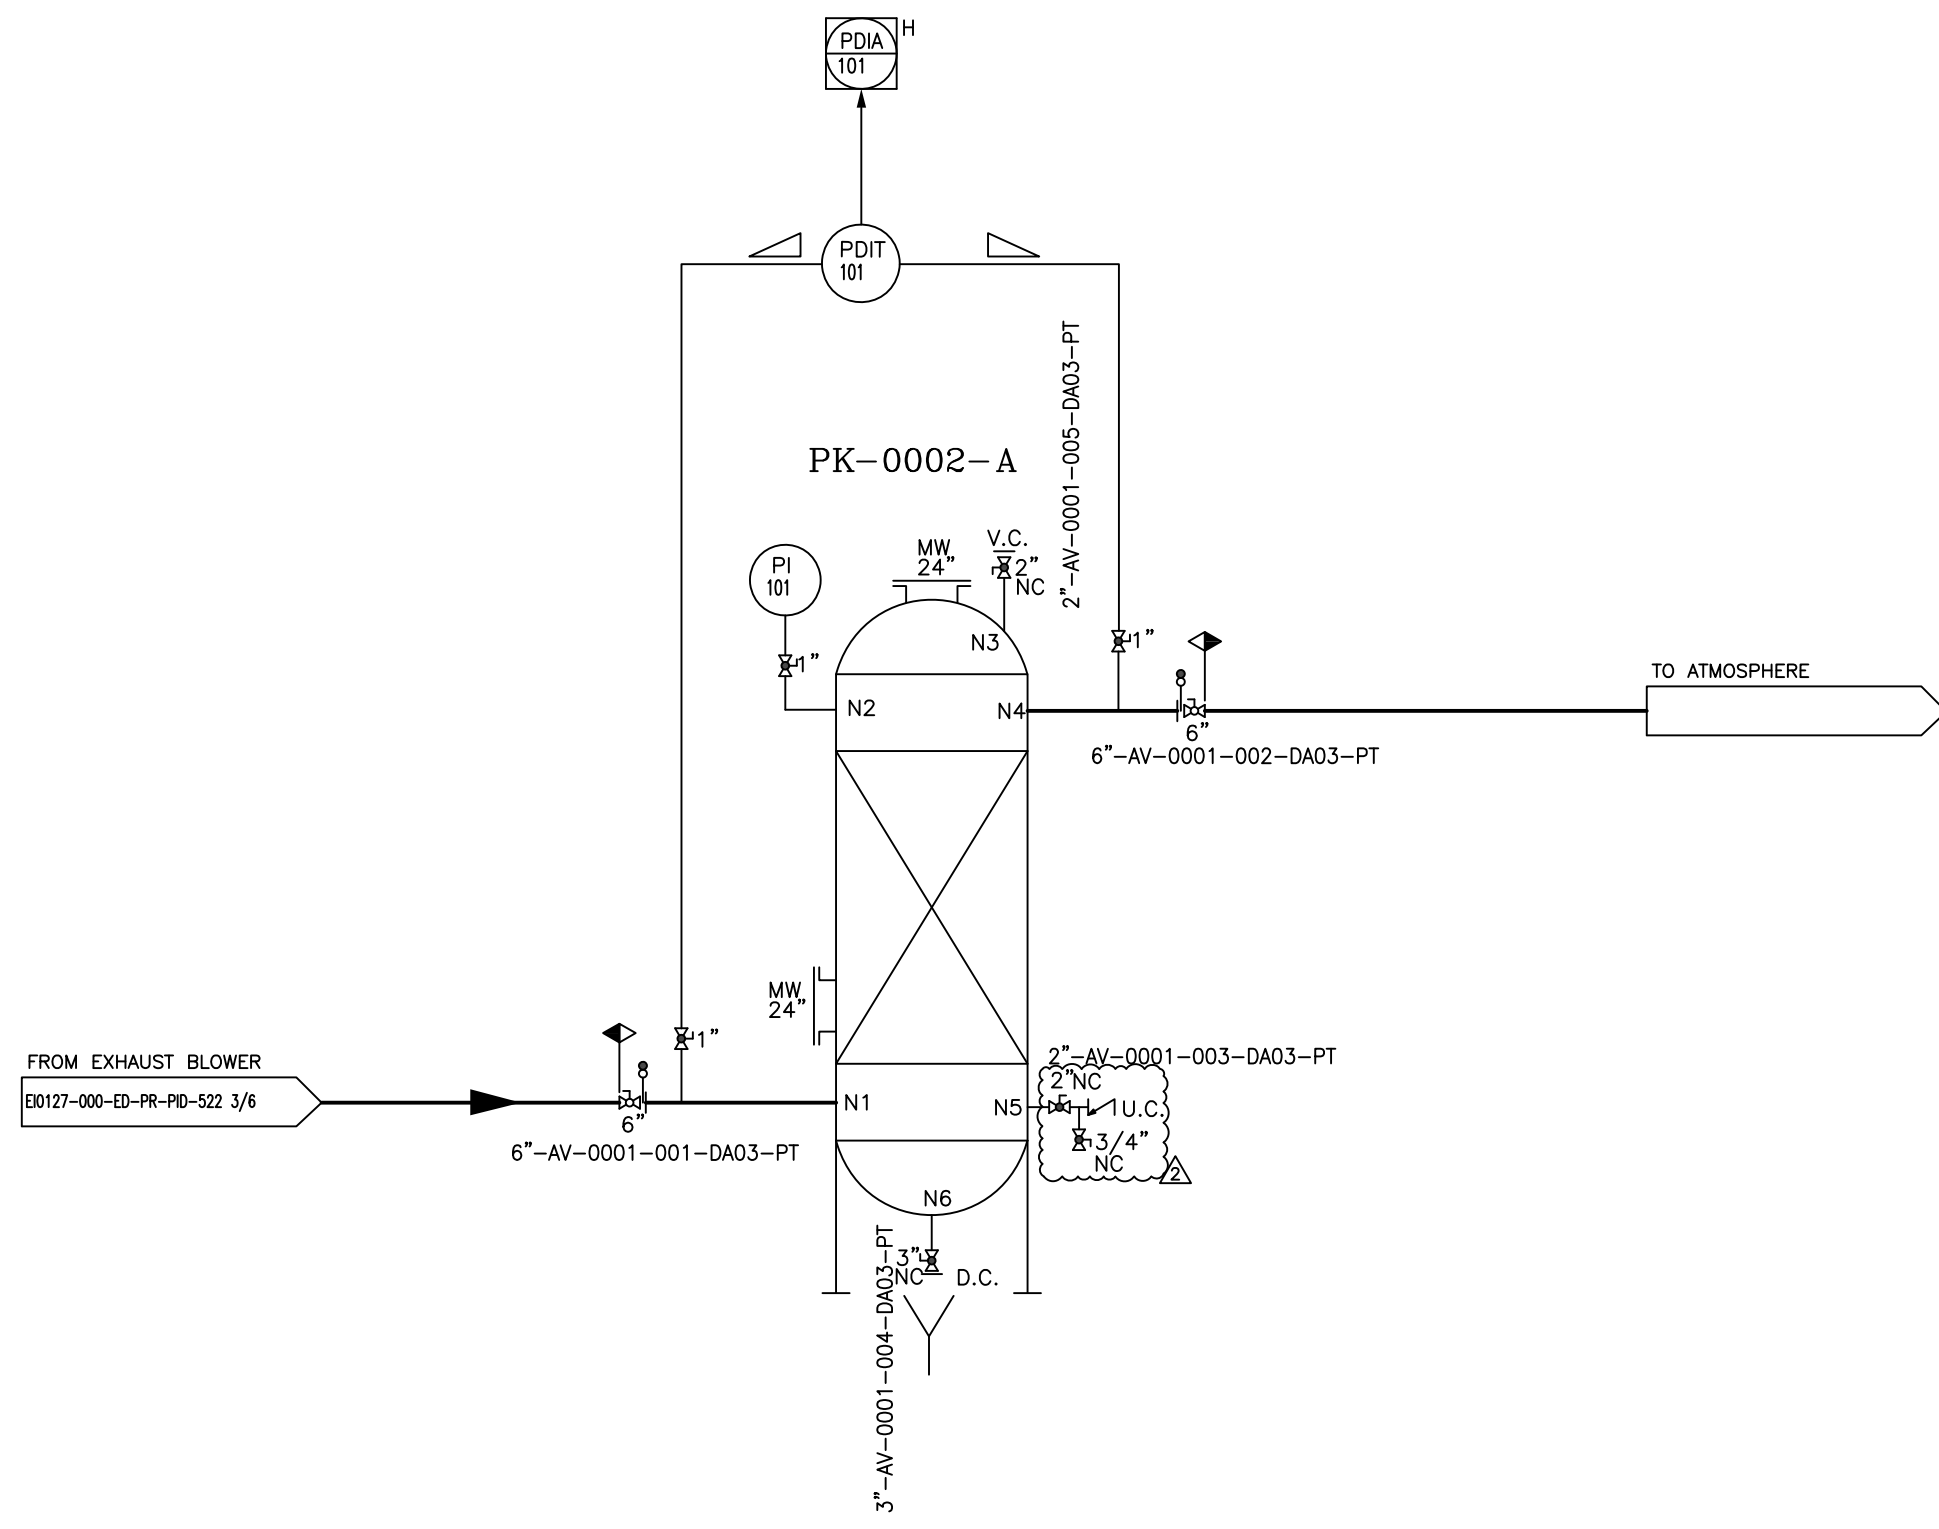 PDIA
101
H
PDIT
101
2"-AV-0001-005-DA03-PT
PK-0002-A
PI
101
1"
MW
24"
V.C.
2"
NC
N3
N2
N4
1"
6"
6"-AV-0001-002-DA03-PT
TO ATMOSPHERE
MW
24"
1"
FROM EXHAUST BLOWER
EI0127-000-ED-PR-PID-522 3/6
6"
6"-AV-0001-001-DA03-PT
N1
2"-AV-0001-003-DA03-PT
2"NC
N5
U.C.
3/4"
NC
2
N6
3"
NC
D.C.
3"-AV-0001-004-DA03-PT